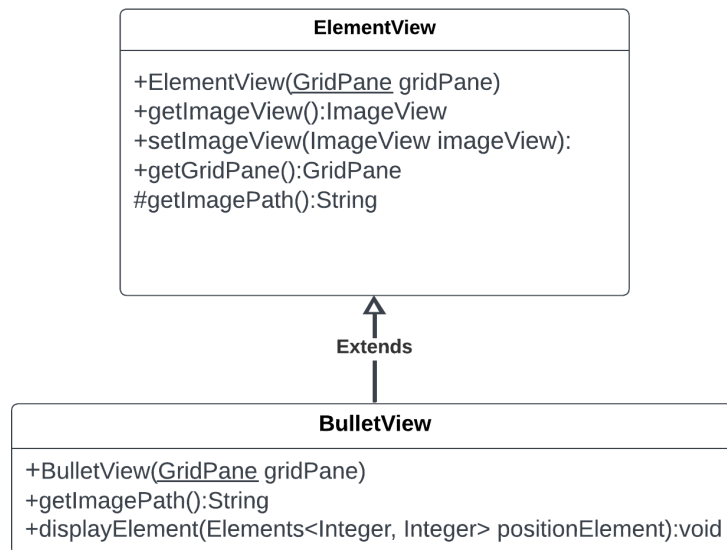 ElementView
+ElementView(GridPane gridPane)
+getImageView():ImageView
+setImageView(ImageView imageView):
+getGridPane():GridPane
#getImagePath():String
Extends
BulletView
+BulletView(GridPane gridPane)
+getImagePath():String
+displayElement(Elements<Integer, Integer> positionElement):void